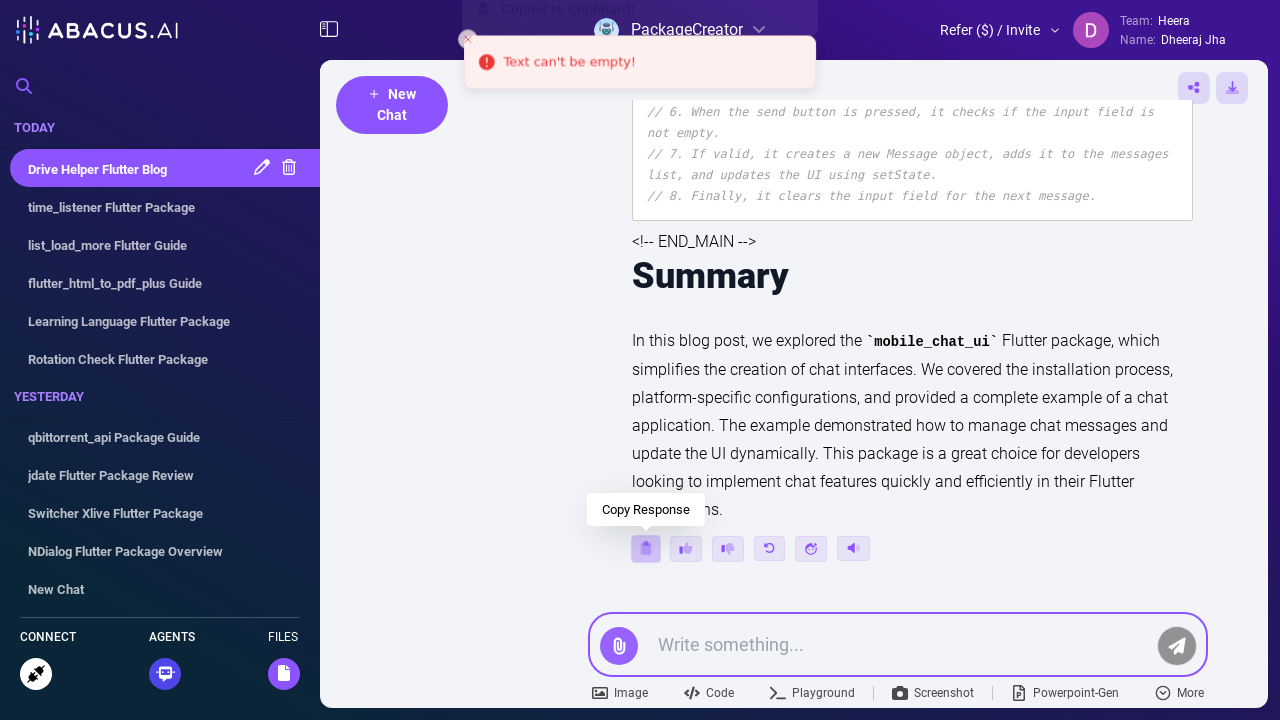 ABACUS.AI
Copied to Clipboard!
PackageCreator
Refer ($) / Invite
D
Team: Heera
Name: Dheeraj Jha
Text can't be empty!
+ New
Chat
TODAY
Drive Helper Flutter Blog
time_listener Flutter Package
list_load_more Flutter Guide
flutter_html_to_pdf_plus Guide
Learning Language Flutter Package
Rotation Check Flutter Package
YESTERDAY
qbittorrent_api Package Guide
jdate Flutter Package Review
Switcher Xlive Flutter Package
NDialog Flutter Package Overview
New Chat
CONNECT
AGENTS
FILES
// 6. When the send button is pressed, it checks if the input field is
not empty.
// 7. If valid, it creates a new Message object, adds it to the messages
list, and updates the UI using setState.
// 8. Finally, it clears the input field for the next message.
<!-- END_MAIN -->
Summary
In this blog post, we explored the `mobile_chat_ui` Flutter package, which
simplifies the creation of chat interfaces. We covered the installation process,
platform-specific configurations, and provided a complete example of a chat
application. The example demonstrated how to manage chat messages and
update the UI dynamically. This package is a great choice for developers
looking to implement chat features quickly and efficiently in their Flutter
ns.
Copy Response
Write something...
Image
Code
Playground
Screenshot
Powerpoint-Gen
More